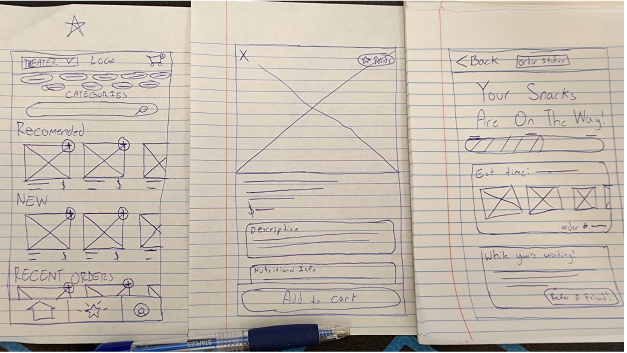 THEATER V LOGO
CATEGORIES
Recomended
$ $
NEW
$ $
RECENT ORDERS
@
X
Points
$
Description
Nutritional Info
Add to cart
STAPLES
< Back order status
Your Snacks
Are On The Way!
Est time:
order #
While you're waiting!
Refer A Friend!